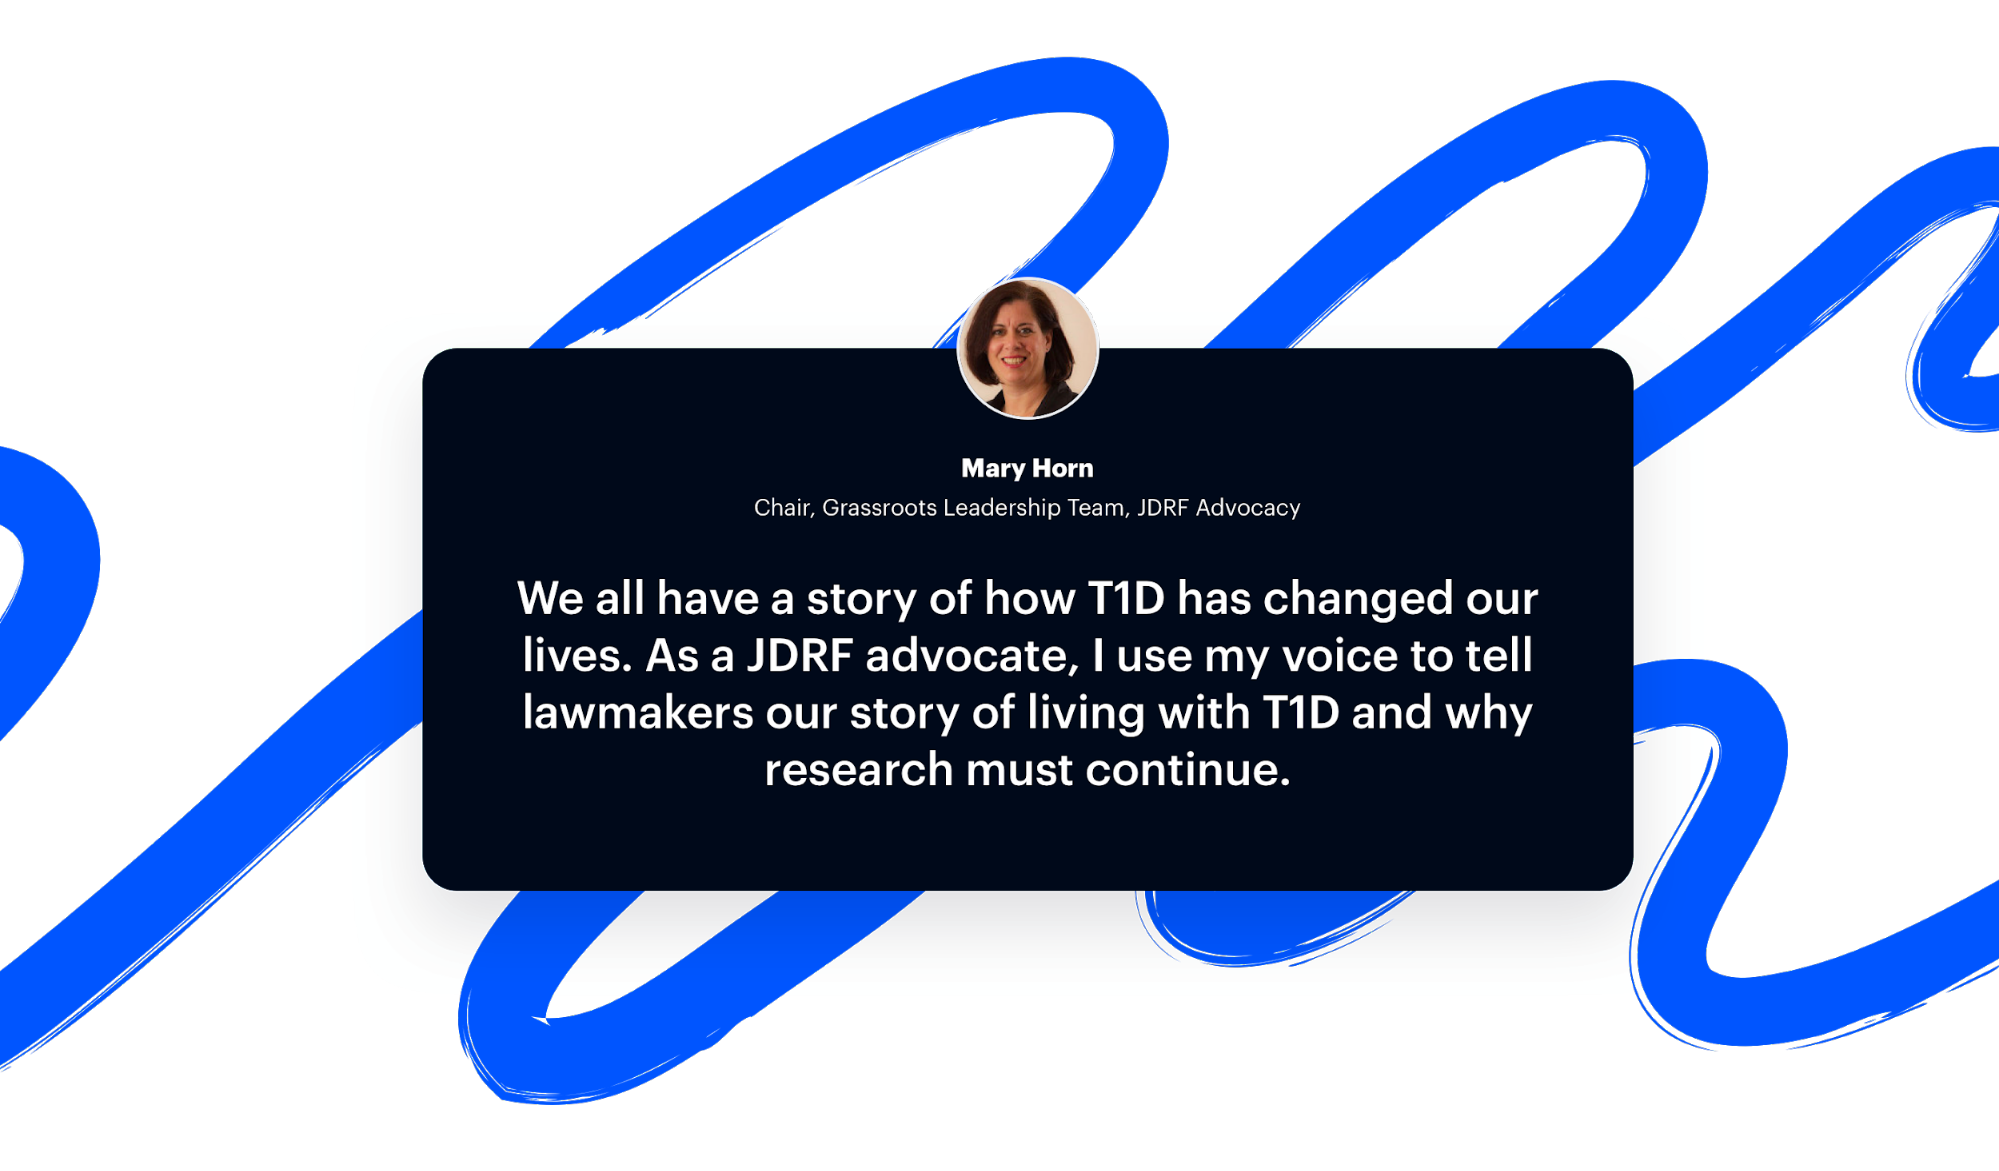 Mary Horn
Chair, Grassroots Leadership Team, JDRF Advocacy
We all have a story of how T1D has changed our
lives. As a JDRF advocate, I use my voice to tell
lawmakers our story of living with T1D and why
research must continue.